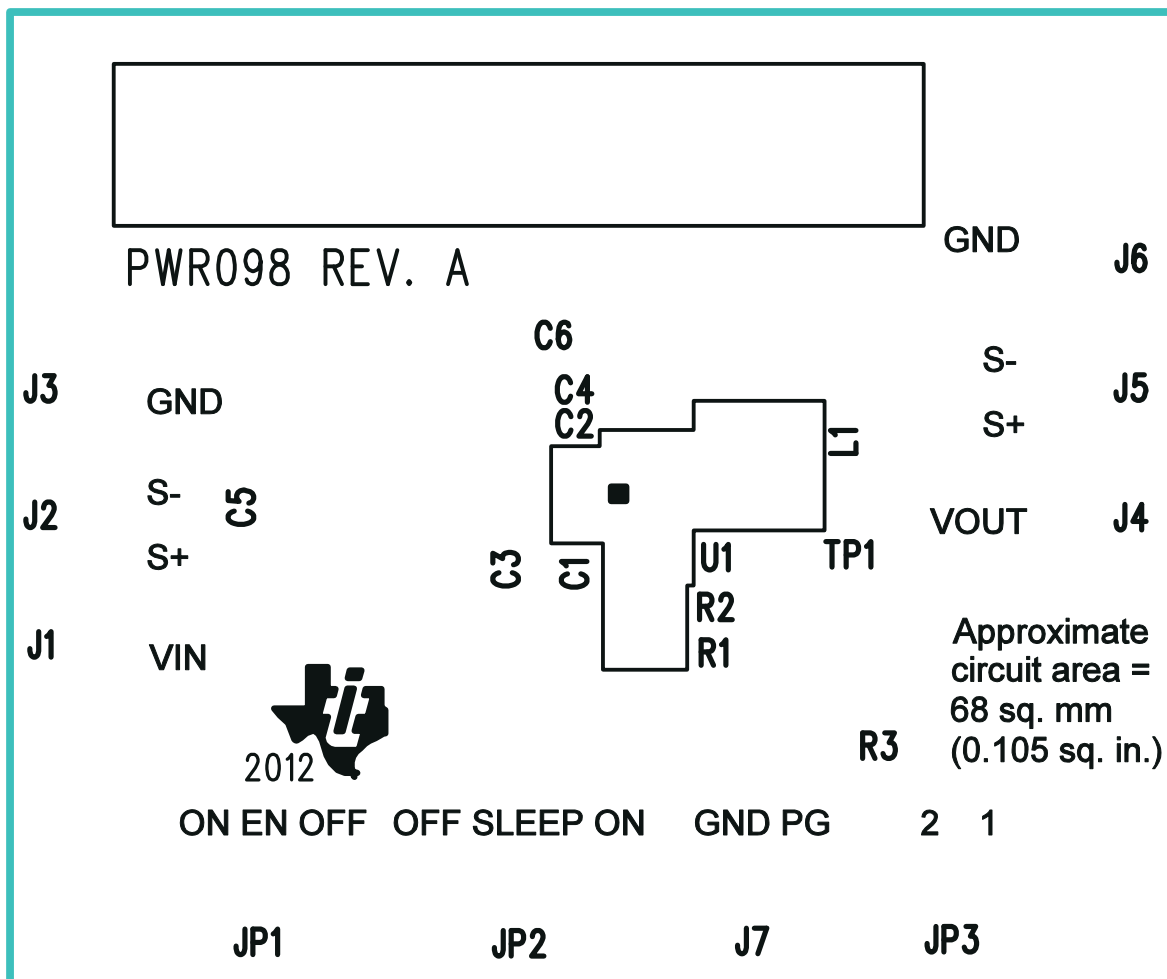 PWR098 REV. A
GND
J6
C6
S-
J3
GND
C4
J5
C2
S+
L1
S-
C5
J2
VOUT
J4
S+
C3
C1
U1
TP1
R2
J1
VIN
R1
Approximate
circuit area =
68 sq. mm
(0.105 sq. in.)
R3
2012
ON EN OFF
OFF SLEEP ON
GND PG
2 1
JP1
JP2
J7
JP3